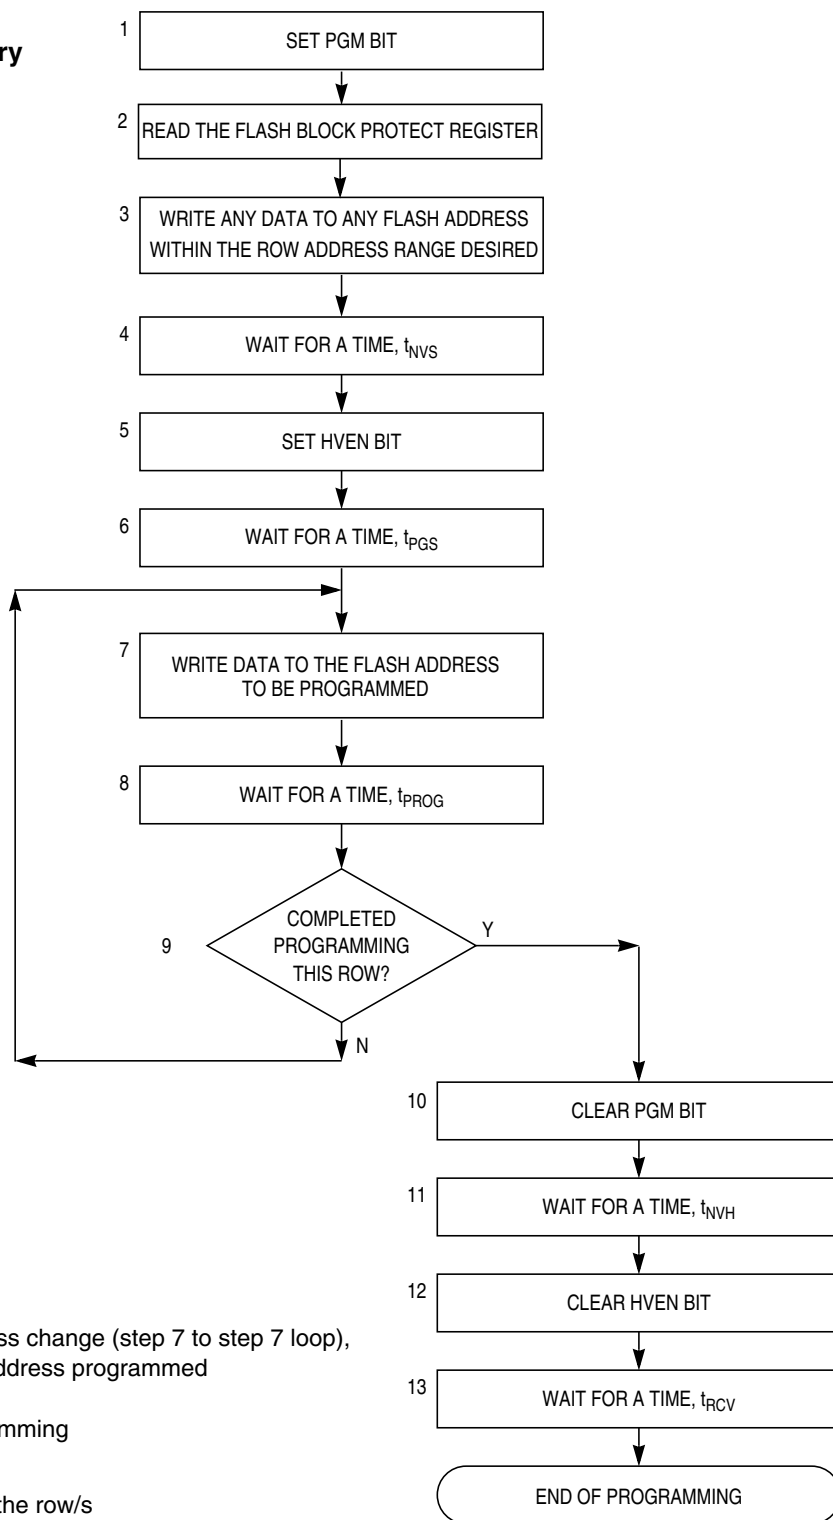 1
SET PGM BIT
ry
2
READ THE FLASH BLOCK PROTECT REGISTER
3
WRITE ANY DATA TO ANY FLASH ADDRESS
WITHIN THE ROW ADDRESS RANGE DESIRED
4
WAIT FOR A TIME, tNVS
5
SET HVEN BIT
6
WAIT FOR A TIME, tPGS
7
WRITE DATA TO THE FLASH ADDRESS
TO BE PROGRAMMED
8
WAIT FOR A TIME, tPROG
9
COMPLETED
PROGRAMMING
THIS ROW?
Y
N
10
CLEAR PGM BIT
11
WAIT FOR A TIME, tNVH
12
CLEAR HVEN BIT
13
WAIT FOR A TIME, tRCV
END OF PROGRAMMING
ss change (step 7 to step 7 loop),
ddress programmed
mming
the row/s